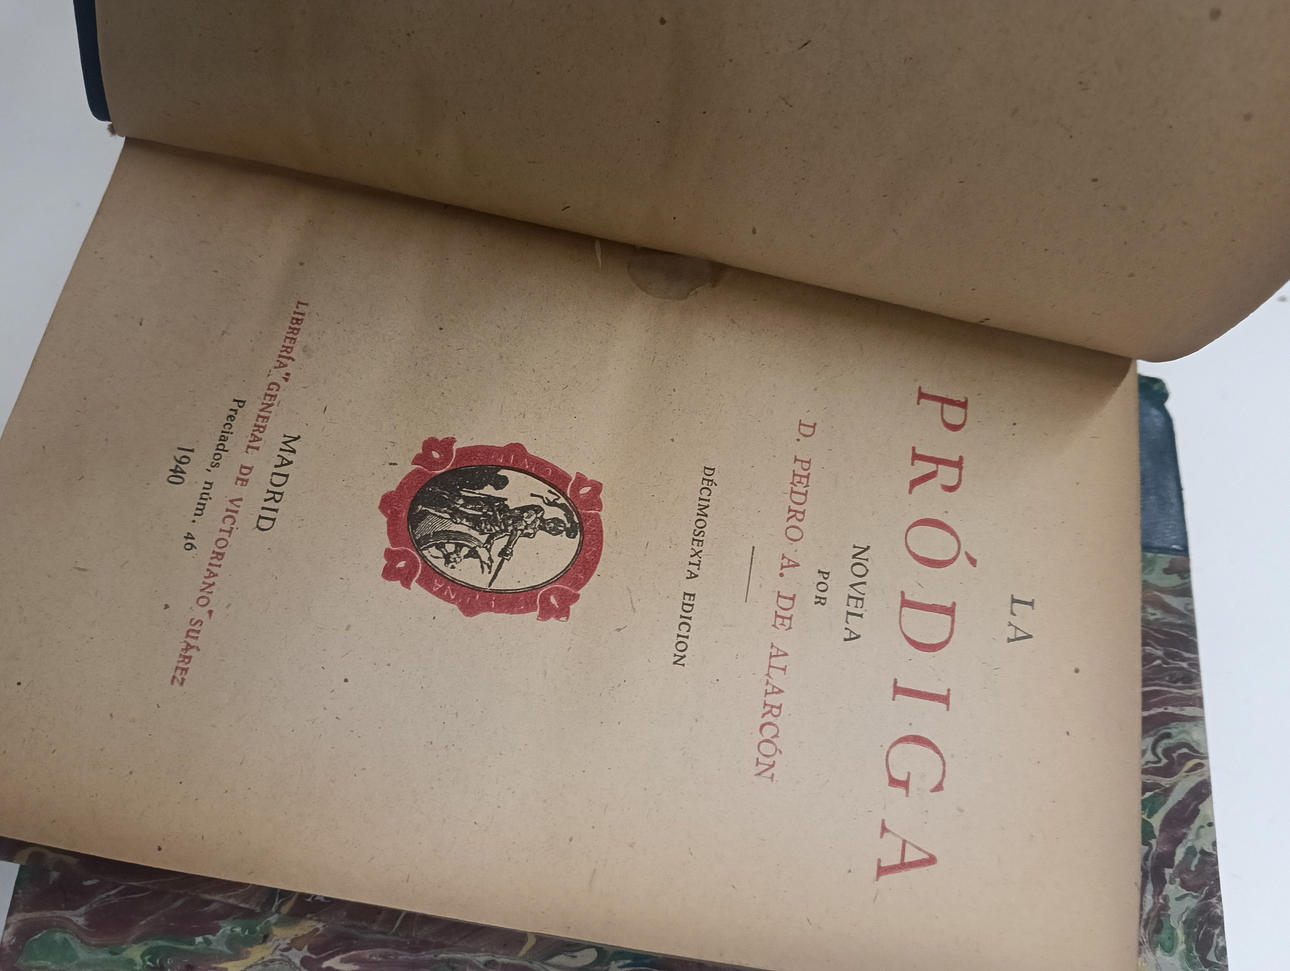 LA
PRÓDIGA
NOVELA
POR
D. PEDRO A. DE ALARCÓN
DÉCIMOSEXTA EDICION
MADRID
LIBRERÍA "GENERAL DE VICTORIANO" SUÁREZ
Preciados, núm. 46
1940